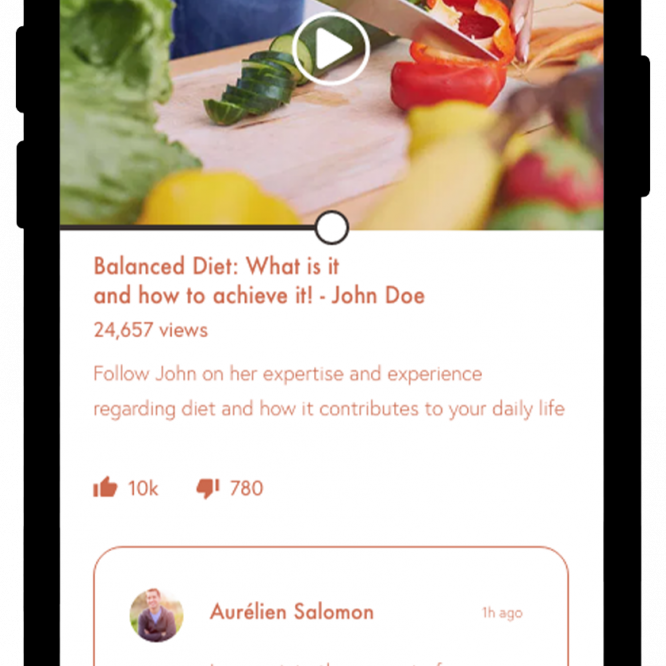 Balanced Diet: What is it
and how to achieve it! - John Doe
24,657 views
Follow John on her expertise and experience
regarding diet and how it contributes to your daily life
10k 780
Aurélien Salomon 1h ago